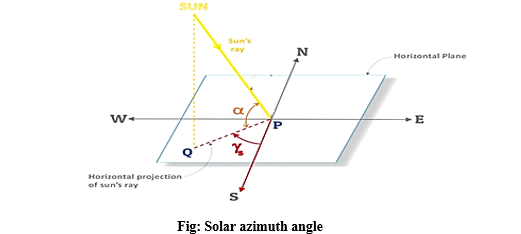 SUN
Sun's
ray
N
Horizontal Plane
α
W
P
E
Q
γs
Horizontal projection
of sun's ray
S
Fig: Solar azimuth angle